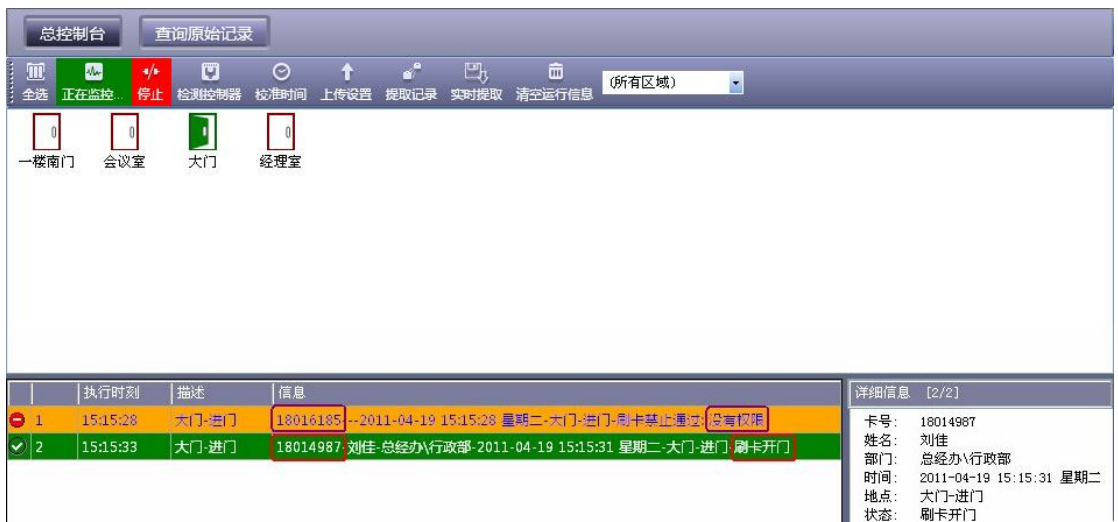 总控制台 查询原始记录
全选 正在监控... 停止 检测控制器 校准时间 上传设置 提取记录 实时提取 清空运行信息 (所有区域)
一楼南门 会议室 大门 经理室
执行时刻 描述 信息
1 15:15:28 大门-进门 18016185---2011-04-19 15:15:28 星期二-大门-进门-刷卡禁止通过:没有权限
2 15:15:33 大门-进门 18014987-刘佳-总经办\行政部-2011-04-19 15:15:31 星期二-大门-进门-刷卡开门
详细信息 [2/2]
卡号: 18014987
姓名: 刘佳
部门: 总经办\行政部
时间: 2011-04-19 15:15:31 星期二
地点: 大门-进门
状态: 刷卡开门